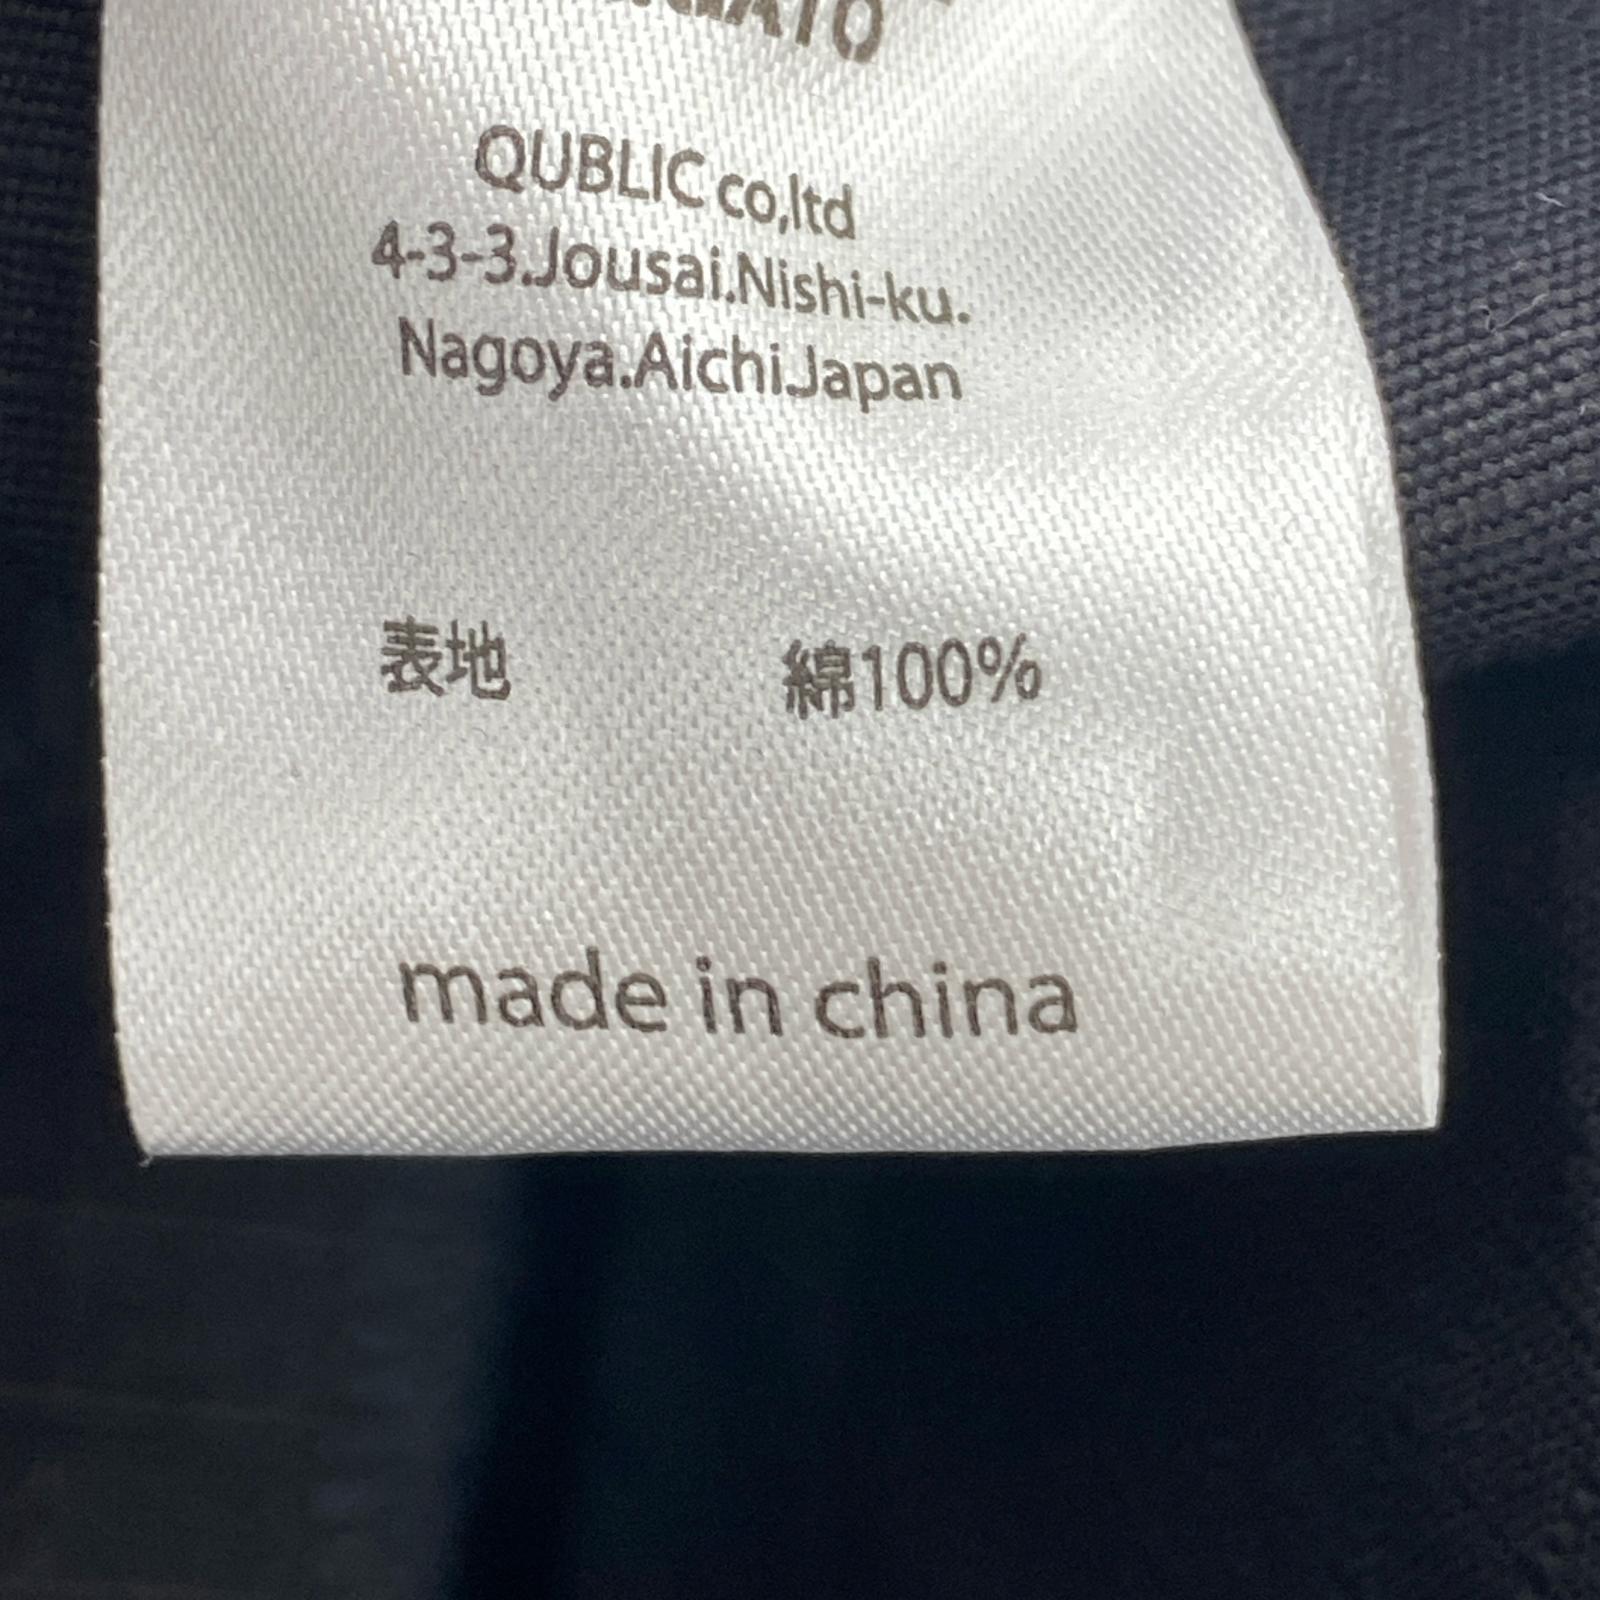 QUBLIC co,ltd
4-3-3.Jousai.Nishi-ku.
Nagoya.Aichi.Japan
表地 綿100%
made in china